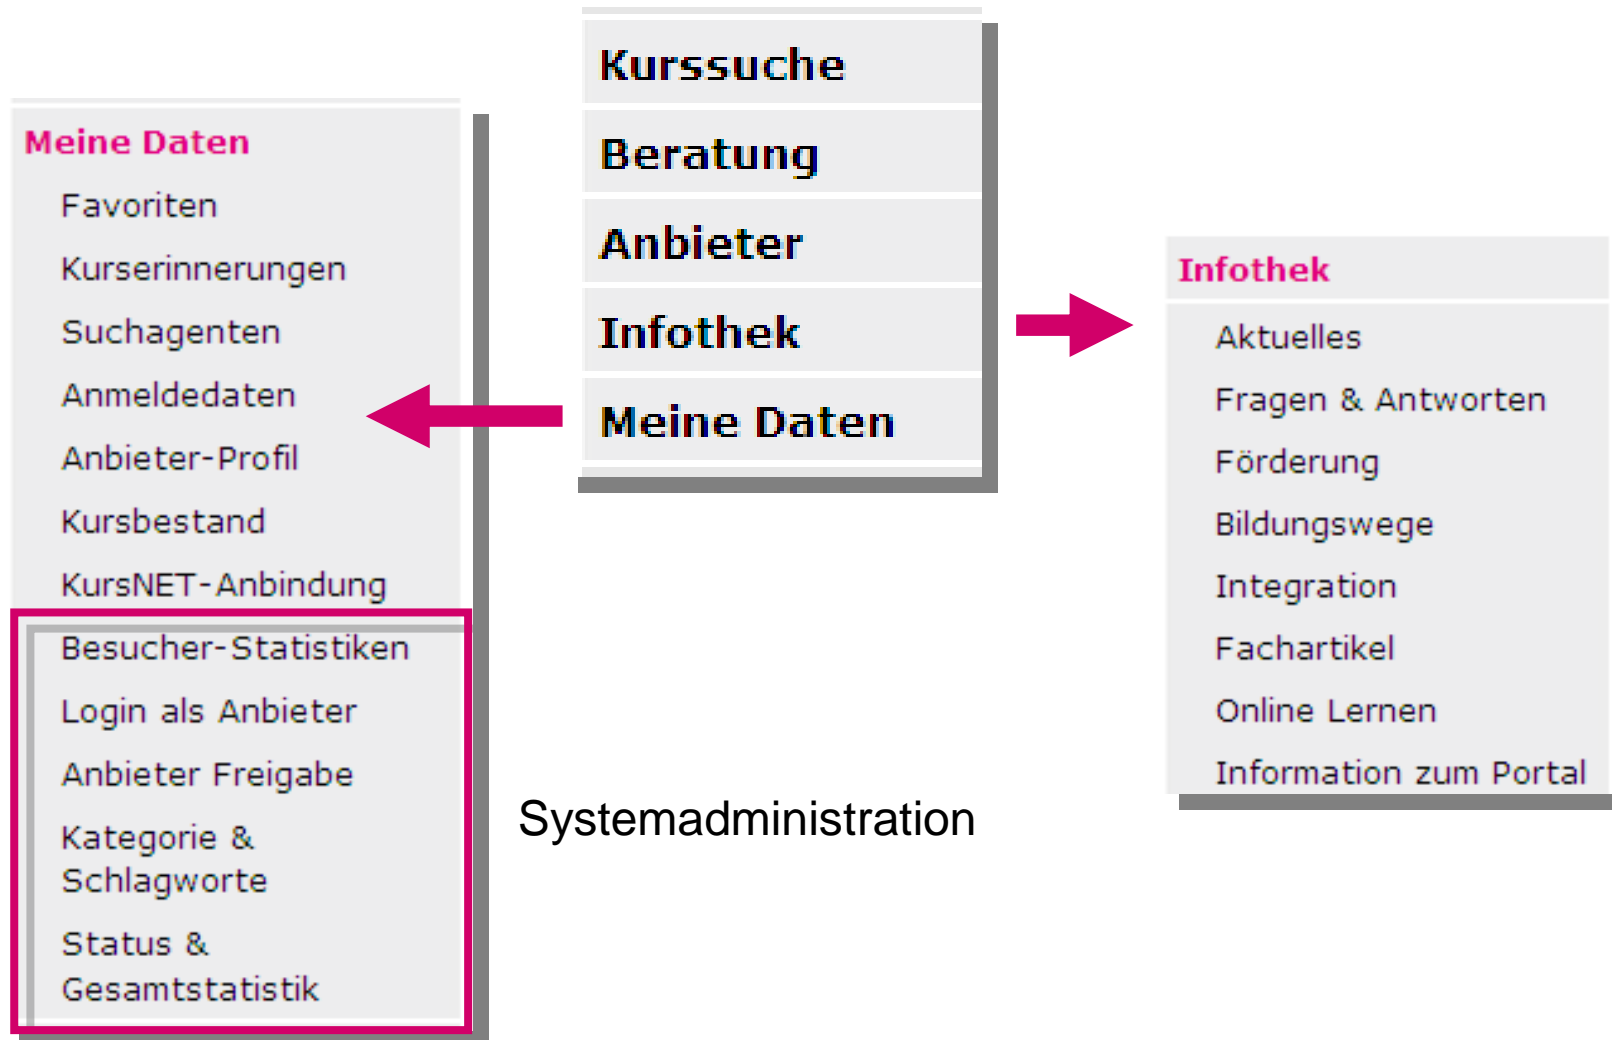 Meine Daten
Favoriten
Kurserinnerungen
Suchagenten
Anmeldedaten
Anbieter-Profil
Kursbestand
KursNET-Anbindung
Besucher-Statistiken
Login als Anbieter
Anbieter Freigabe
Kategorie &
Schlagworte
Status &
Gesamtstatistik
Kurssuche
Beratung
Anbieter
Infothek
Meine Daten
Systemadministration
Infothek
Aktuelles
Fragen & Antworten
Förderung
Bildungswege
Integration
Fachartikel
Online Lernen
Information zum Portal